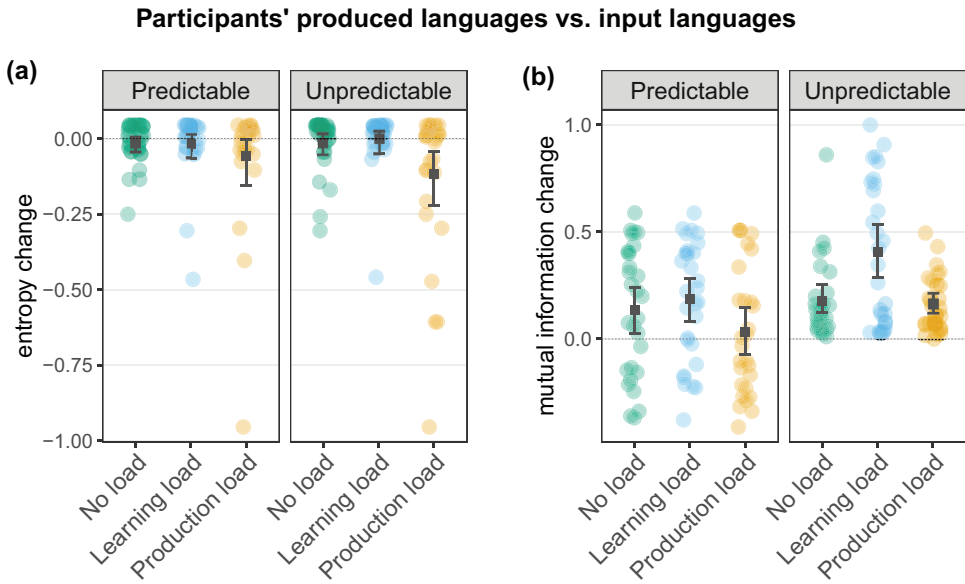 Participants' produced languages vs. input languages
(a)
Predictable
Unpredictable
entropy change
0.00
−0.25
−0.50
−0.75
−1.00
No load
Learning load
Production load
No load
Learning load
Production load
(b)
Predictable
Unpredictable
mutual information change
1.0
0.5
0.0
No load
Learning load
Production load
No load
Learning load
Production load